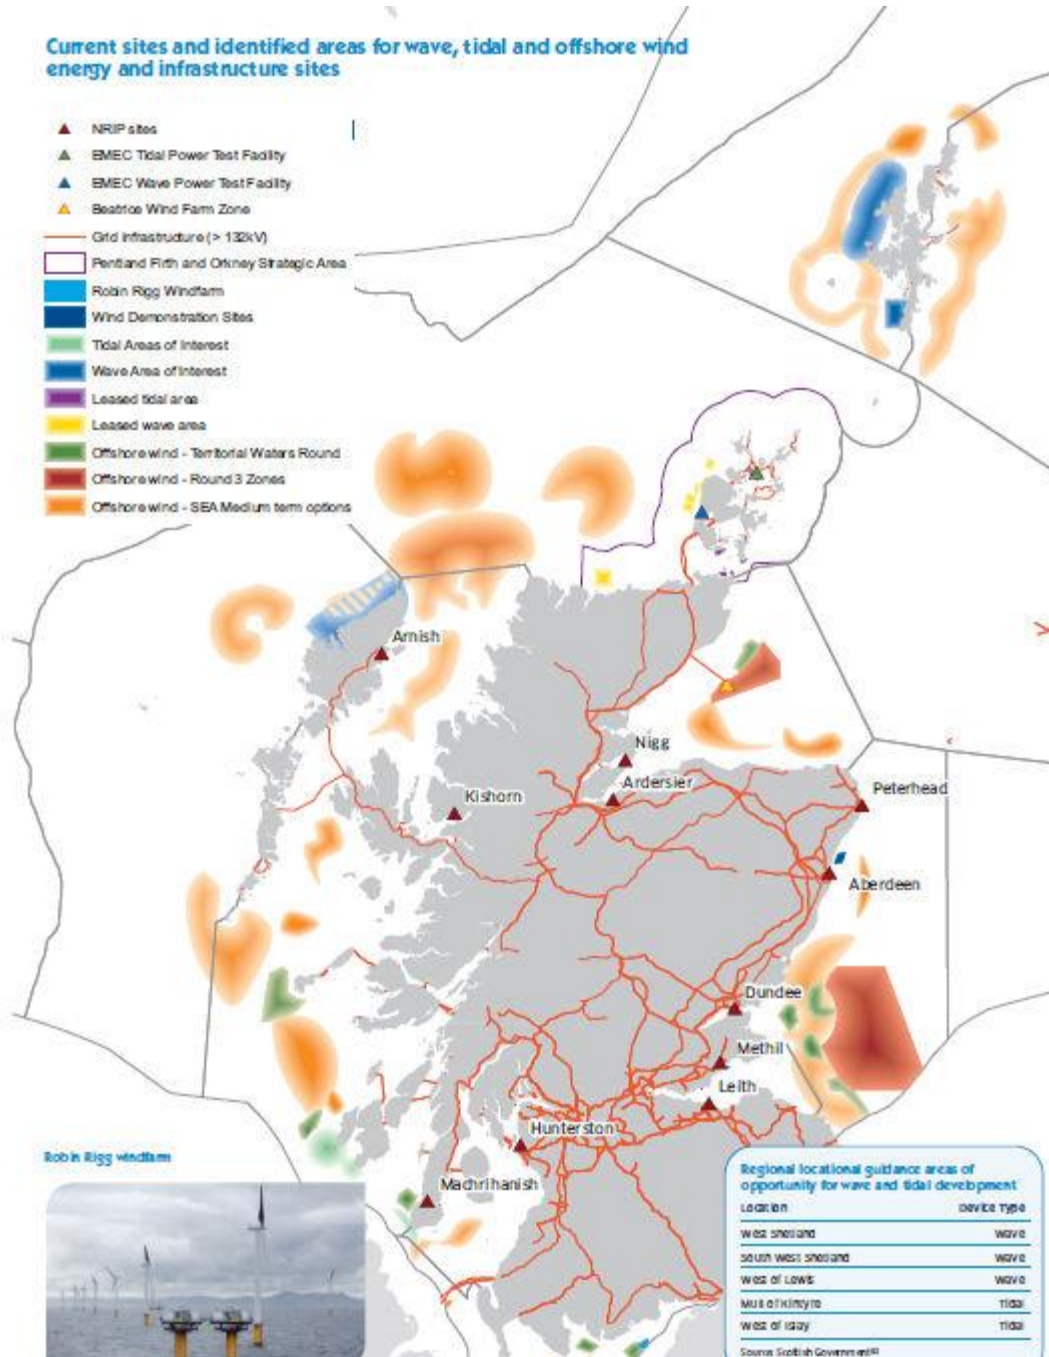 Current sites and identified areas for wave, tidal and offshore wind
energy and infrastructure sites
NRIP sites
EMEC Tidal Power Test Facility
EMEC Wave Power Test Facility
Beatrice Wind Farm Zone
Grid infrastructure (> 132kV)
Pentland Firth and Orkney Strategic Area
Robin Rigg Windfarm
Wind Demonstration Sites
Tidal Areas of Interest
Wave Area of Interest
Leased tidal area
Leased wave area
Offshore wind - Territorial Waters Round
Offshore wind - Round 3 Zones
Offshore wind - SEA Medium term options
Arnish
Nigg
Ardersier
Kishorn
Peterhead
Aberdeen
Dundee
Methil
Leith
Hunterston
Machrihanish
Robin Rigg windfarm
Regional locational guidance areas of
opportunity for wave and tidal development
Location Device Type
West Shetland Wave
South West Shetland Wave
West of Lewis Wave
Mull of Kintyre Tidal
West of Islay Tidal
Source: Scottish Government